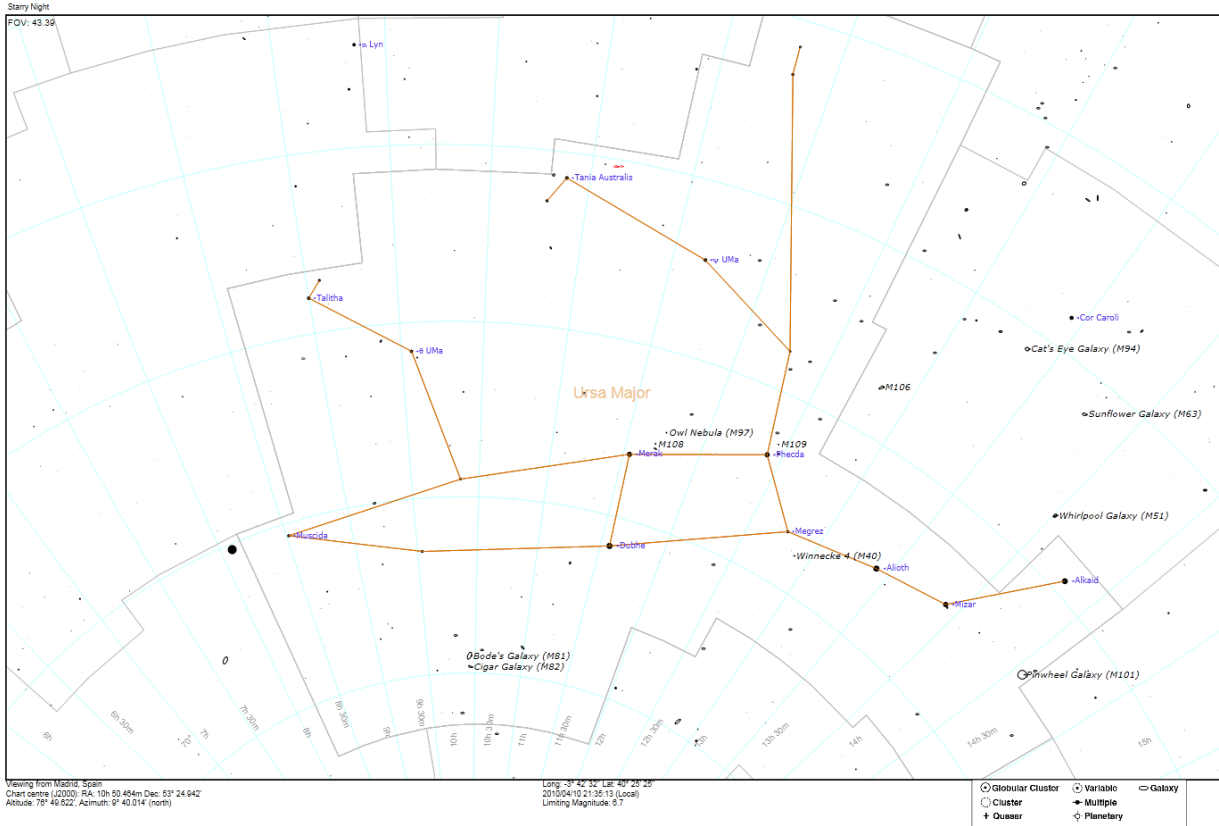 Starry Night
FOV: 43.39
α Lyn
Tania Australis
ψ UMa
Talitha
Cor Caroli
θ UMa
Cat's Eye Galaxy (M94)
Ursa Major
M106
Sunflower Galaxy (M63)
Owl Nebula (M97)
M108
M109
Merak
Phecda
Whirlpool Galaxy (M51)
Muscida
Megrez
Dubhe
Winnecke 4 (M40)
Alioth
Alkaid
Mizar
Bode's Galaxy (M81)
Cigar Galaxy (M82)
Pinwheel Galaxy (M101)
6h
6h 30m
70°
7h
7h 30m
8h
8h 30m
9h
9h 30m
10h
10h 30m
11h
11h 30m
12h
12h 30m
13h
13h 30m
14h
14h 30m
15h
Viewing from Madrid, Spain
Chart centre (J2000): RA: 10h 50.464m Dec: 53° 24.942'
Altitude: 76° 49.622', Azimuth: 9° 40.014' (north)
Long: -3° 42' 32" Lat: 40° 25' 25"
2010/04/10 21:35:13 (Local)
Limiting Magnitude: 6.7
Globular Cluster
Variable
Galaxy
Cluster
Multiple
Quasar
Planetary